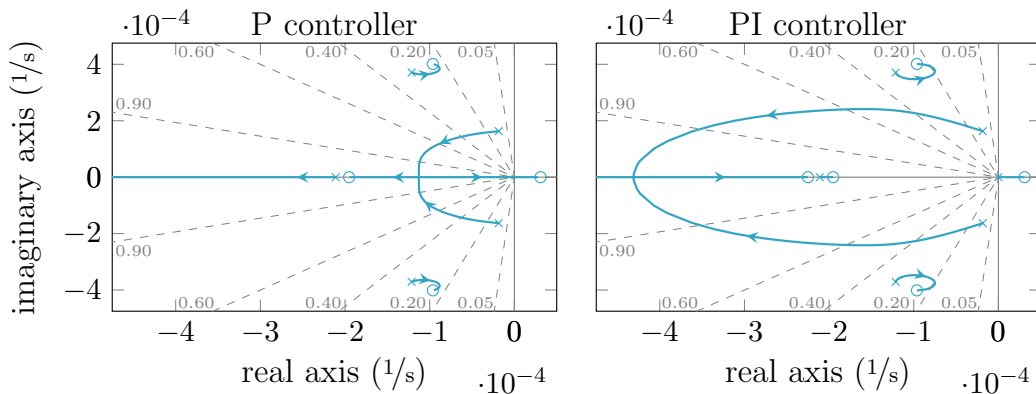 ·10⁻⁴ P controller
·10⁻⁴ PI controller
imaginary axis (1/s)
4
2
0
−2
−4
0.60 0.40 0.20 0.05
0.90
0.90
0.60 0.40 0.20 0.05
−4 −3 −2 −1 0
real axis (1/s)
·10⁻⁴
0.60 0.40 0.20 0.05
0.90
0.90
0.60 0.40 0.20 0.05
−4 −3 −2 −1 0
real axis (1/s)
·10⁻⁴